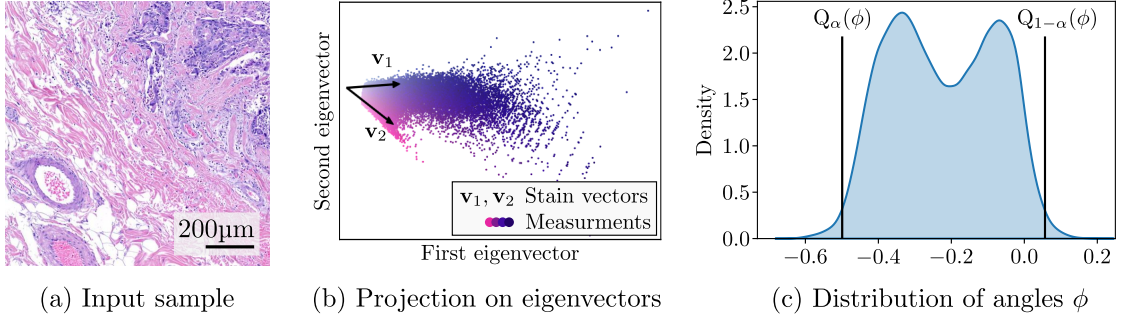 200µm
(a) Input sample
Second eigenvector
v₁
v₂
v₁, v₂ Stain vectors
Measurments
First eigenvector
(b) Projection on eigenvectors
Density
2.5
2.0
1.5
1.0
0.5
0.0
Qα(ϕ)
Q₁₋α(ϕ)
−0.6 −0.4 −0.2 0.0 0.2
(c) Distribution of angles ϕ